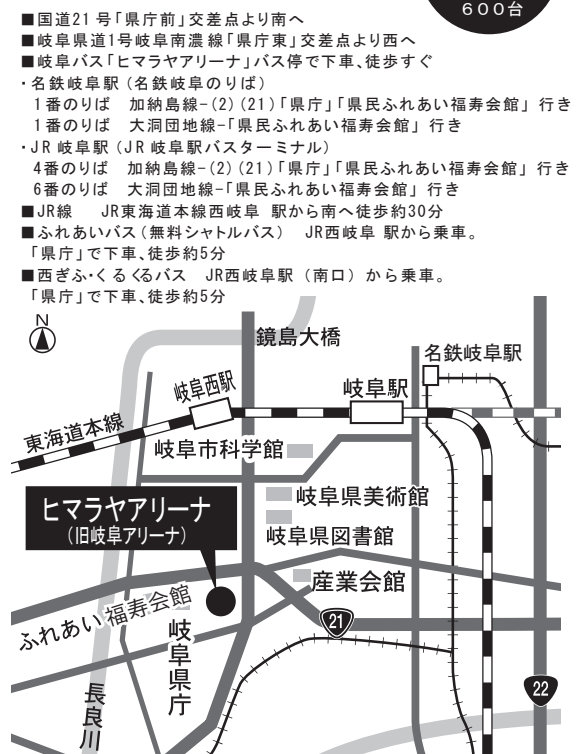 600台
■国道21号「県庁前」交差点より南へ
■岐阜県道1号岐阜南濃線「県庁東」交差点より西へ
■岐阜バス「ヒマラヤアリーナ」バス停で下車、徒歩すぐ
・名鉄岐阜駅(名鉄岐阜のりば)
1番のりば 加納島線-(2)(21)「県庁」「県民ふれあい福寿会館」行き
1番のりば 大洞団地線-「県民ふれあい福寿会館」行き
・JR岐阜駅(JR岐阜駅バスターミナル)
4番のりば 加納島線-(2)(21)「県庁」「県民ふれあい福寿会館」行き
6番のりば 大洞団地線-「県民ふれあい福寿会館」行き
■JR線 JR東海道本線西岐阜 駅から南へ徒歩約30分
■ふれあいバス(無料シャトルバス) JR西岐阜 駅から乗車。
「県庁」で下車、徒歩約5分
■西ぎふ・くるくるバス JR西岐阜駅(南口)から乗車。
「県庁」で下車、徒歩約5分
N
鏡島大橋
名鉄岐阜駅
岐阜西駅
岐阜駅
東海道本線
岐阜市科学館
岐阜県美術館
ヒマラヤアリーナ
(旧岐阜アリーナ)
岐阜県図書館
産業会館
ふれあい福寿会館
21
岐阜県庁
22
長良川